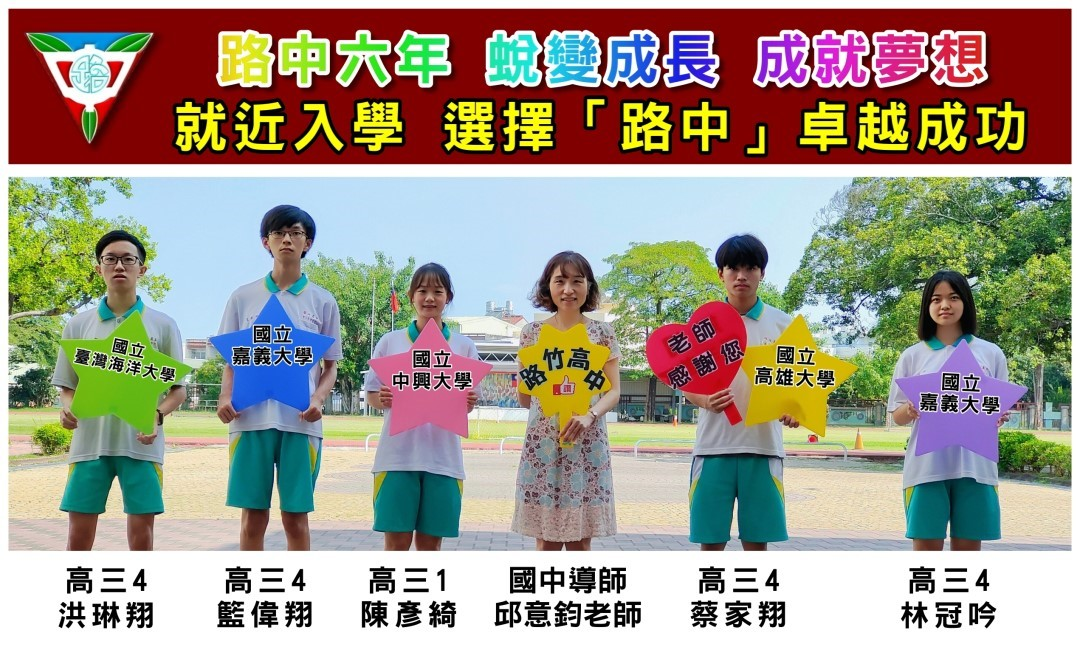 路中六年 蛻變成長 成就夢想
就近入學 選擇「路中」卓越成功
國立
臺灣海洋大學
國立
嘉義大學
國立
中興大學
路竹高中
讚
老師
感謝您
國立
高雄大學
國立
嘉義大學
高三4
洪琳翔
高三4
籃偉翔
高三1
陳彥綺
國中導師
邱意鈞老師
高三4
蔡家翔
高三4
林冠吟